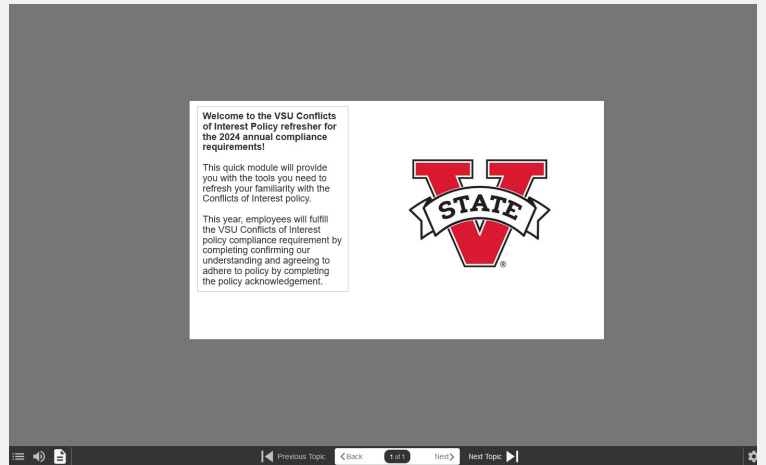 Welcome to the VSU Conflicts
of Interest Policy refresher for
the 2024 annual compliance
requirements!
This quick module will provide
you with the tools you need to
refresh your familiarity with the
Conflicts of Interest policy.
This year, employees will fulfill
the VSU Conflicts of Interest
policy compliance requirement by
completing confirming our
understanding and agreeing to
adhere to policy by completing
the policy acknowledgement.
V
STATE
®
Previous Topic Back 1 of 1 Next Next Topic